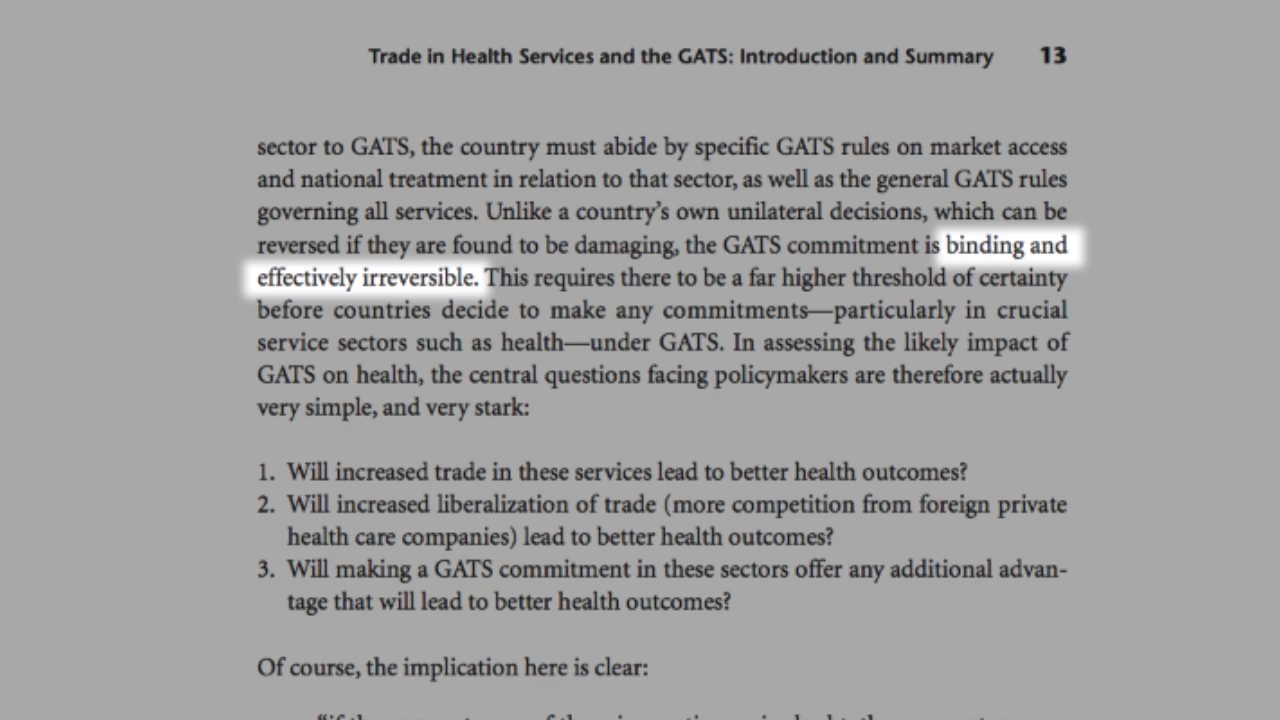 Trade in Health Services and the GATS: Introduction and Summary 13
sector to GATS, the country must abide by specific GATS rules on market access
and national treatment in relation to that sector, as well as the general GATS rules
governing all services. Unlike a country’s own unilateral decisions, which can be
reversed if they are found to be damaging, the GATS commitment is binding and
effectively irreversible. This requires there to be a far higher threshold of certainty
before countries decide to make any commitments—particularly in crucial
service sectors such as health—under GATS. In assessing the likely impact of
GATS on health, the central questions facing policymakers are therefore actually
very simple, and very stark:
1. Will increased trade in these services lead to better health outcomes?
2. Will increased liberalization of trade (more competition from foreign private
health care companies) lead to better health outcomes?
3. Will making a GATS commitment in these sectors offer any additional advan-
tage that will lead to better health outcomes?
Of course, the implication here is clear: